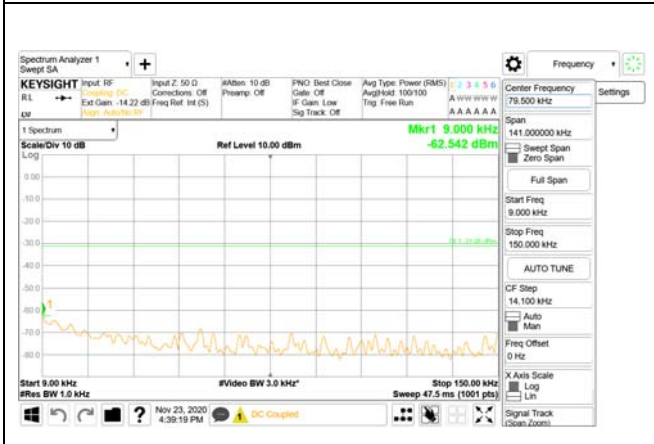 Spectrum Analyzer 1
Swept SA
+
Frequency
KEYSIGHT
RL
Input: RF
Coupling: DC
Ext Gain: -14.22 dB
Align: Auto/No RF
Input Z: 50 Ω
Corrections: Off
Freq Ref: Int (S)
#Atten: 10 dB
Preamp: Off
PNO: Best Close
Gate: Off
IF Gain: Low
Sig Track: Off
Avg Type: Power (RMS)
Avg|Hold: 100/100
Trig: Free Run
1 2 3 4 5 6
A W W W W W
A A A A A A
1 Spectrum
Scale/Div 10 dB
Log
Ref Level 10.00 dBm
Mkr1 9.000 kHz
-62.542 dBm
0.00
-10.0
-20.0
-30.0
-40.0
-50.0
-60.0
-70.0
-80.0
1
Start 9.00 kHz
#Res BW 1.0 kHz
#Video BW 3.0 kHz*
Stop 150.00 kHz
Sweep 47.5 ms (1001 pts)
Nov 23, 2020
4:39:19 PM
DC Coupled
Center Frequency
79.500 kHz
Settings
Span
141.000000 kHz
Swept Span
Zero Span
Full Span
Start Freq
9.000 kHz
Stop Freq
150.000 kHz
AUTO TUNE
CF Step
14.100 kHz
Auto
Man
Freq Offset
0 Hz
X Axis Scale
Log
Lin
Signal Track
(Span Zoom)